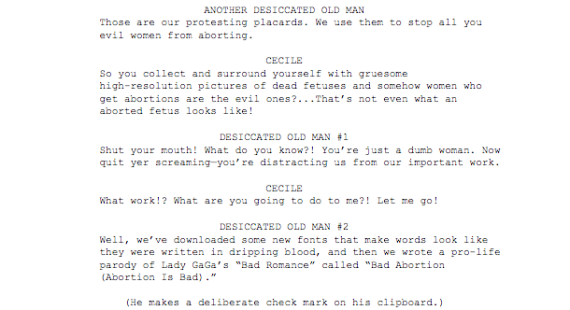 ANOTHER DESICCATED OLD MAN
Those are our protesting placards. We use them to stop all you
evil women from aborting.
CECILE
So you collect and surround yourself with gruesome
high-resolution pictures of dead fetuses and somehow women who
get abortions are the evil ones?...That's not even what an
aborted fetus looks like!
DESICCATED OLD MAN #1
Shut your mouth! What do you know?! You're just a dumb woman. Now
quit yer screaming—you're distracting us from our important work.
CECILE
What work!? What are you going to do to me?! Let me go!
DESICCATED OLD MAN #2
Well, we've downloaded some new fonts that make words look like
they were written in dripping blood, and then we wrote a pro-life
parody of Lady GaGa's "Bad Romance" called "Bad Abortion
(Abortion Is Bad)."
(He makes a deliberate check mark on his clipboard.)